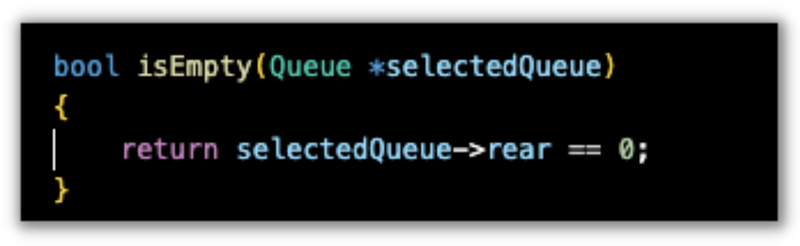 bool isEmpty(Queue *selectedQueue)
{
    return selectedQueue->rear == 0;
}